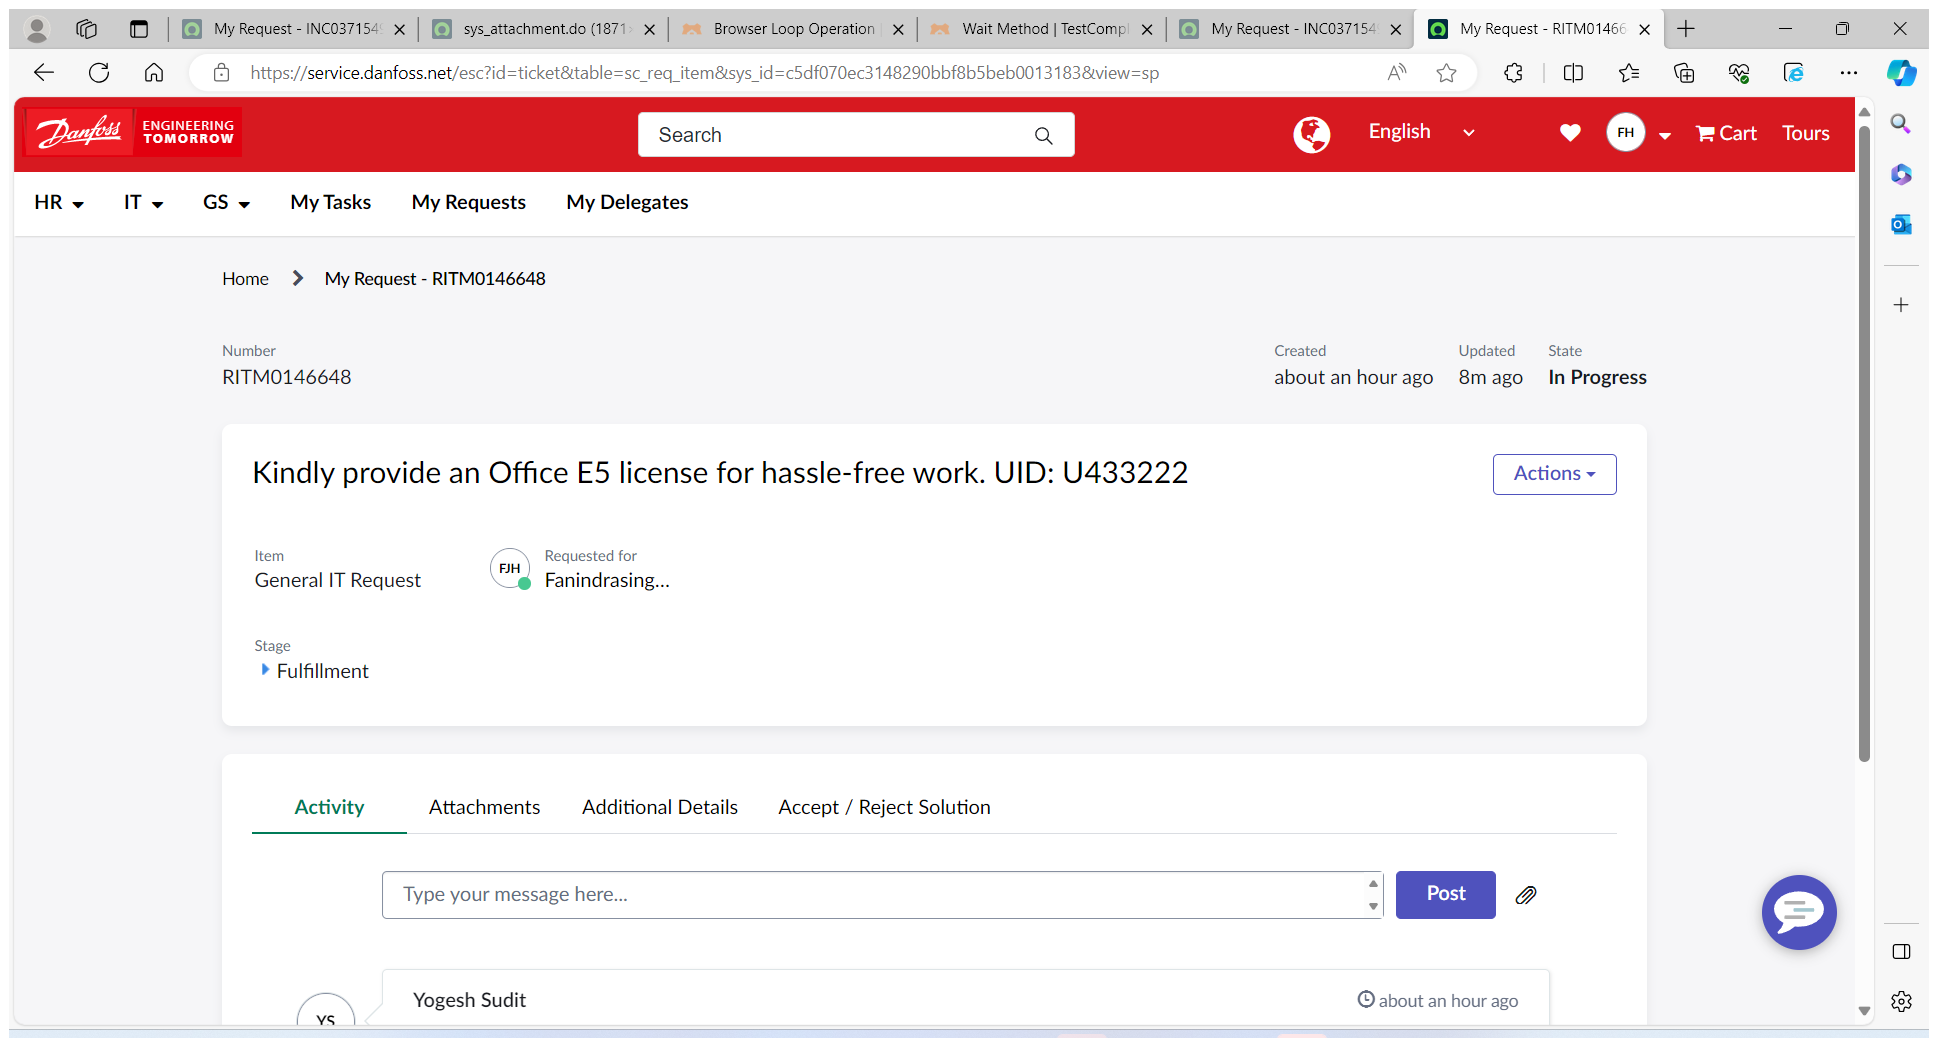 My Request - INC037154
sys_attachment.do (1871
Browser Loop Operation
Wait Method | TestCompl
My Request - INC037154
My Request - RITM01466
https://service.danfoss.net/esc?id=ticket&table=sc_req_item&sys_id=c5df070ec3148290bbf8b5beb0013183&view=sp
Danfoss
ENGINEERING
TOMORROW
Search
English
FH
Cart
Tours
HR
IT
GS
My Tasks
My Requests
My Delegates
Home
My Request - RITM0146648
Number
RITM0146648
Created
about an hour ago
Updated
8m ago
State
In Progress
Kindly provide an Office E5 license for hassle-free work. UID: U433222
Actions
Item
General IT Request
FJH
Requested for
Fanindrasing...
Stage
Fulfillment
Activity
Attachments
Additional Details
Accept / Reject Solution
Type your message here...
Post
YS
Yogesh Sudit
about an hour ago